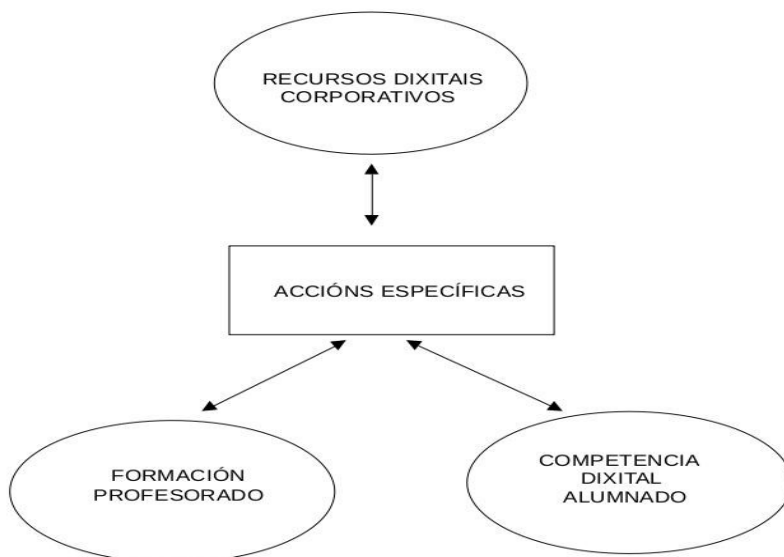 RECURSOS DIXITAIS
CORPORATIVOS
ACCIÓNS ESPECÍFICAS
FORMACIÓN
PROFESORADO
COMPETENCIA
DIXITAL
ALUMNADO